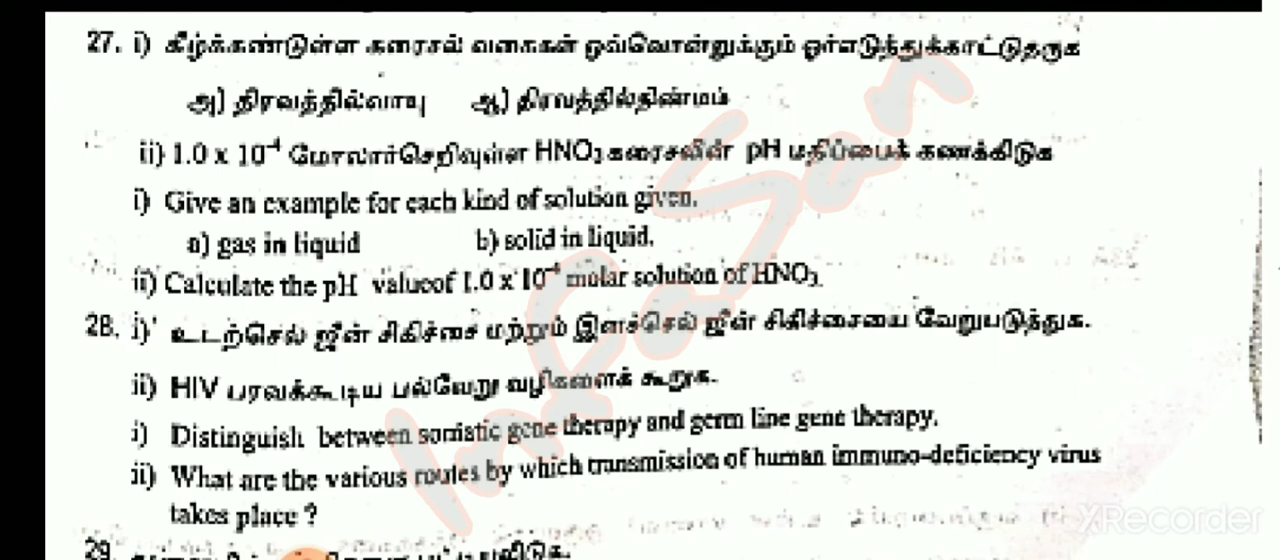 27. i) கீழ்க்கண்டுள்ள கரைசல் வகைகள் ஒவ்வொன்றுக்கும் ஓர்எடுத்துக்காட்டுதருக
அ) திரவத்தில்வாயு ஆ) திரவத்தில்திண்மம்
ii) 1.0 x 10⁻⁴ மோலார்செறிவுள்ள HNO₃ கரைசலின் pH மதிப்பைக் கணக்கிடுக
i) Give an example for each kind of solution given.
a) gas in liquid b) solid in liquid.
ii) Calculate the pH valueof 1.0 x 10⁻⁴ molar solution of HNO₃.
28. i) உடற்செல் ஜீன் சிகிச்சை மற்றும் இனச்செல் ஜீன் சிகிச்சையை வேறுபடுத்துக.
ii) HIV பரவக்கூடிய பல்வேறு வழிகளைக் கூறுக.
i) Distinguish between somatic gene therapy and germ line gene therapy.
ii) What are the various routes by which transmission of human immuno-deficiency virus
takes place ?
29.
InfaSan
XRecorder